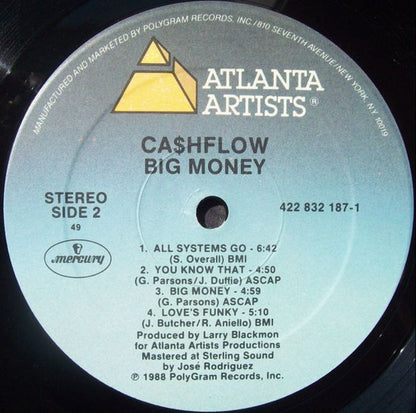 MANUFACTURED AND MARKETED BY POLYGRAM RECORDS, INC./810 SEVENTH AVENUE/NEW YORK, NY 10019
ATLANTA
ARTISTS®
CA$HFLOW
BIG MONEY
STEREO
SIDE 2
49
422 832 187-1
mercury
1. ALL SYSTEMS GO - 6:42
(S. Overall) BMI
2. YOU KNOW THAT - 4:50
(G. Parsons/J. Duffie) ASCAP
3. BIG MONEY - 4:59
(G. Parsons) ASCAP
4. LOVE'S FUNKY - 5:10
(J. Butcher/R. Aniello) BMI
Produced by Larry Blackmon
for Atlanta Artists Productions
Mastered at Sterling Sound
by José Rodriguez
℗ 1988 PolyGram Records, Inc.